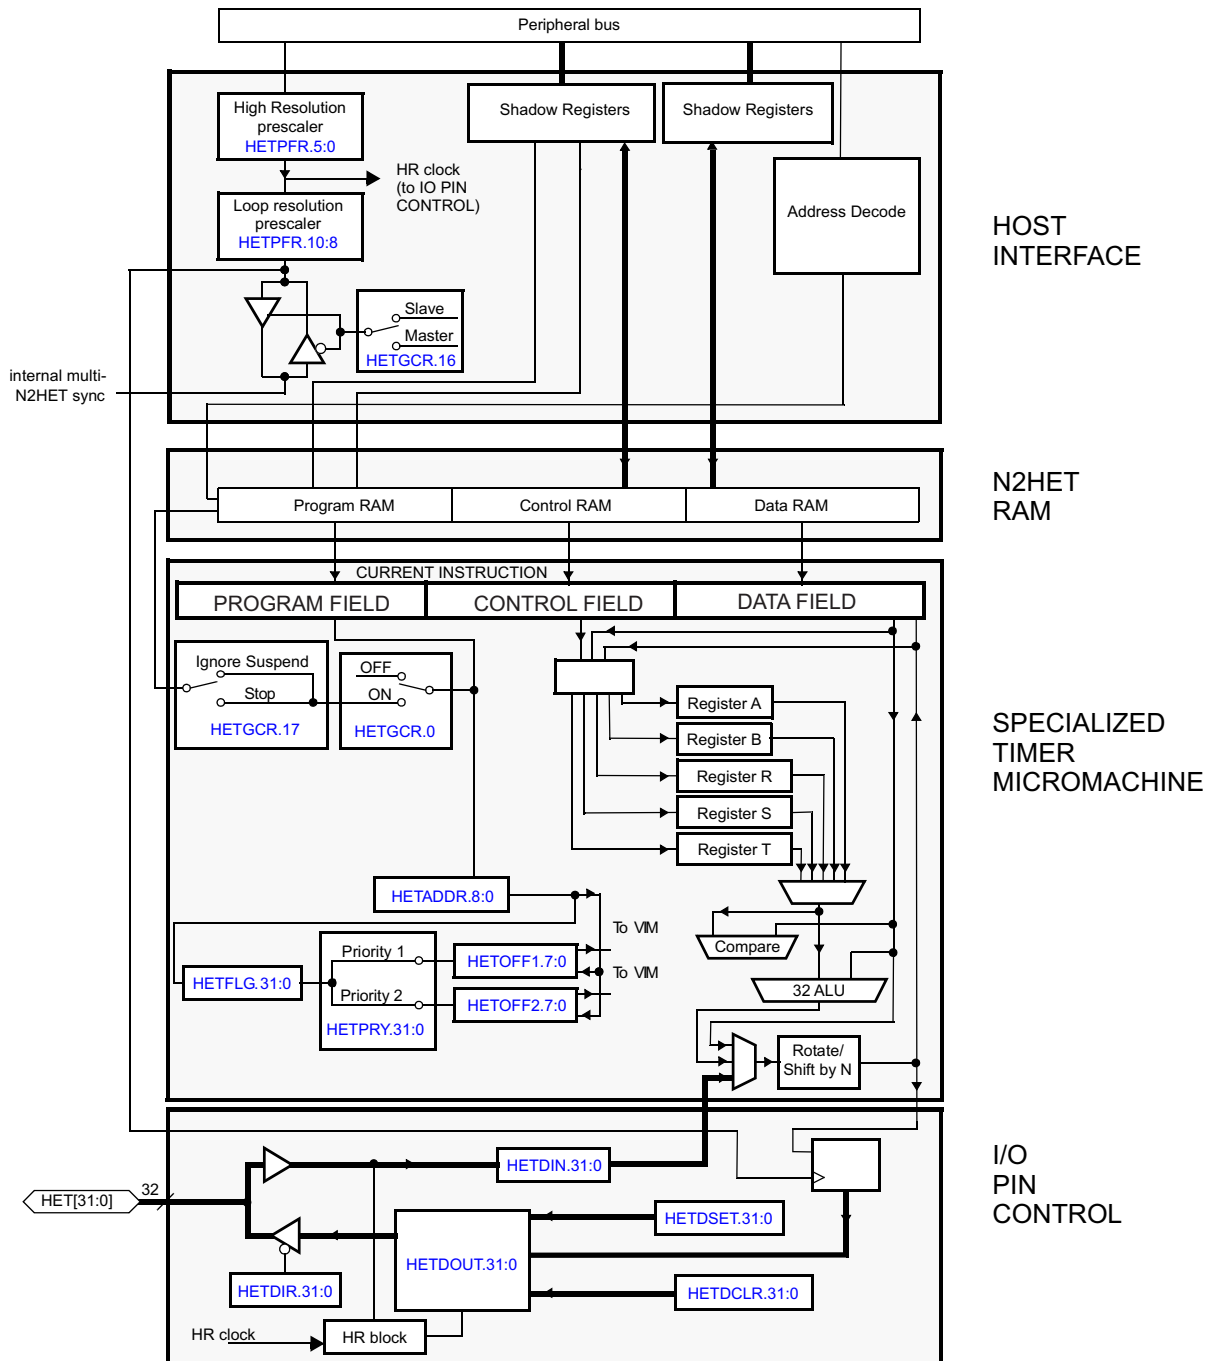 Peripheral bus
High Resolution
prescaler
HETPFR.5:0
Shadow Registers
Shadow Registers
HR clock
(to IO PIN
CONTROL)
Loop resolution
prescaler
HETPFR.10:8
Address Decode
HOST
INTERFACE
Slave
Master
HETGCR.16
internal multi-
N2HET sync
N2HET
RAM
Program RAM
Control RAM
Data RAM
CURRENT INSTRUCTION
PROGRAM FIELD
CONTROL FIELD
DATA FIELD
Ignore Suspend
Stop
HETGCR.17
OFF
ON
HETGCR.0
Register A
Register B
Register R
Register S
Register T
SPECIALIZED
TIMER
MICROMACHINE
HETADDR.8:0
To VIM
Compare
Priority 1
HETOFF1.7:0
To VIM
HETFLG.31:0
Priority 2
HETOFF2.7:0
HETPRY.31:0
32 ALU
Rotate/
Shift by N
I/O
PIN
CONTROL
HETDIN.31:0
HET[31:0]
32
HETDSET.31:0
HETDOUT.31:0
HETDIR.31:0
HETDCLR.31:0
HR clock
HR block